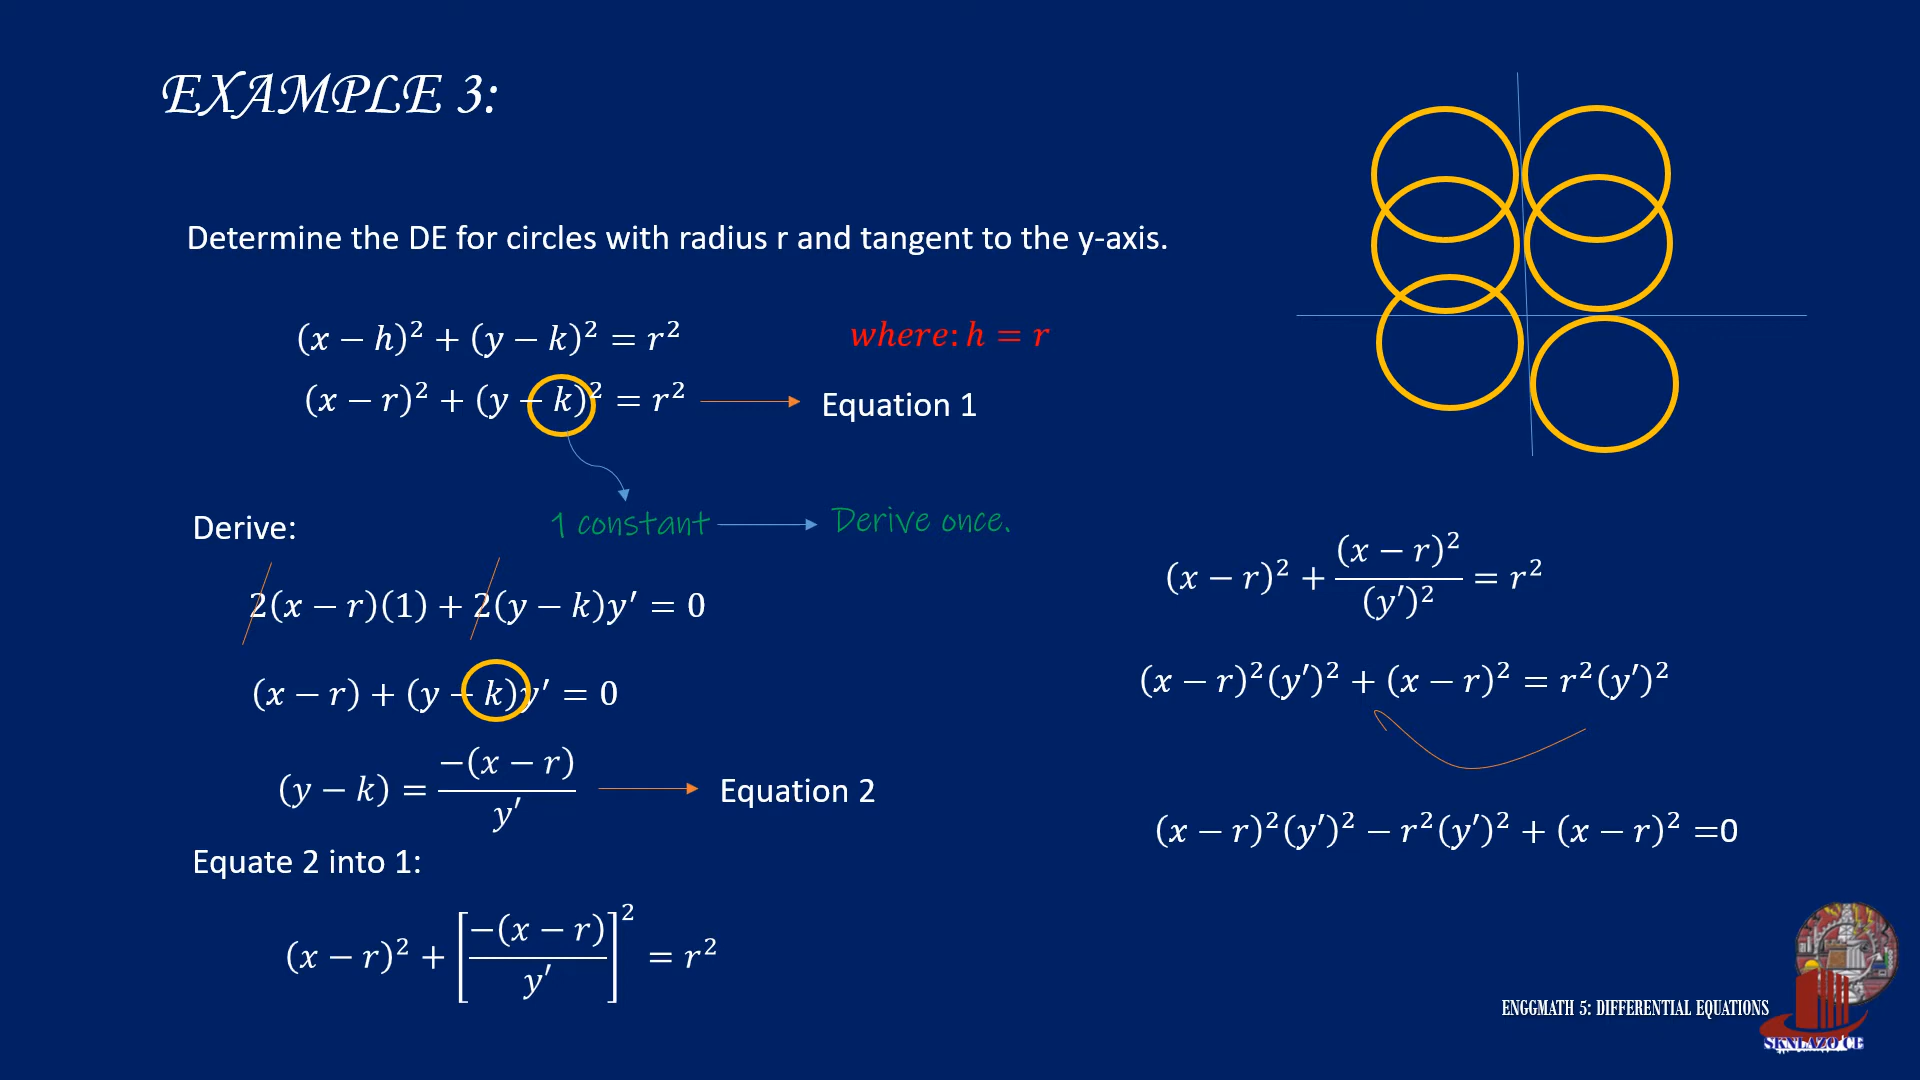 EXAMPLE 3:
Determine the DE for circles with radius r and tangent to the y-axis.
(x − h)² + (y − k)² = r²
where: h = r
(x − r)² + (y − k)² = r²
Equation 1
1 constant
Derive once.
Derive:
2(x − r)(1) + 2(y − k)y′ = 0
(x − r) + (y − k)y′ = 0
(y − k) = −(x − r)/y′
Equation 2
Equate 2 into 1:
(x − r)² + [−(x − r)/y′]² = r²
(x − r)² + (x − r)²/(y′)² = r²
(x − r)²(y′)² + (x − r)² = r²(y′)²
(x − r)²(y′)² − r²(y′)² + (x − r)² =0
ENGGMATH 5: DIFFERENTIAL EQUATIONS